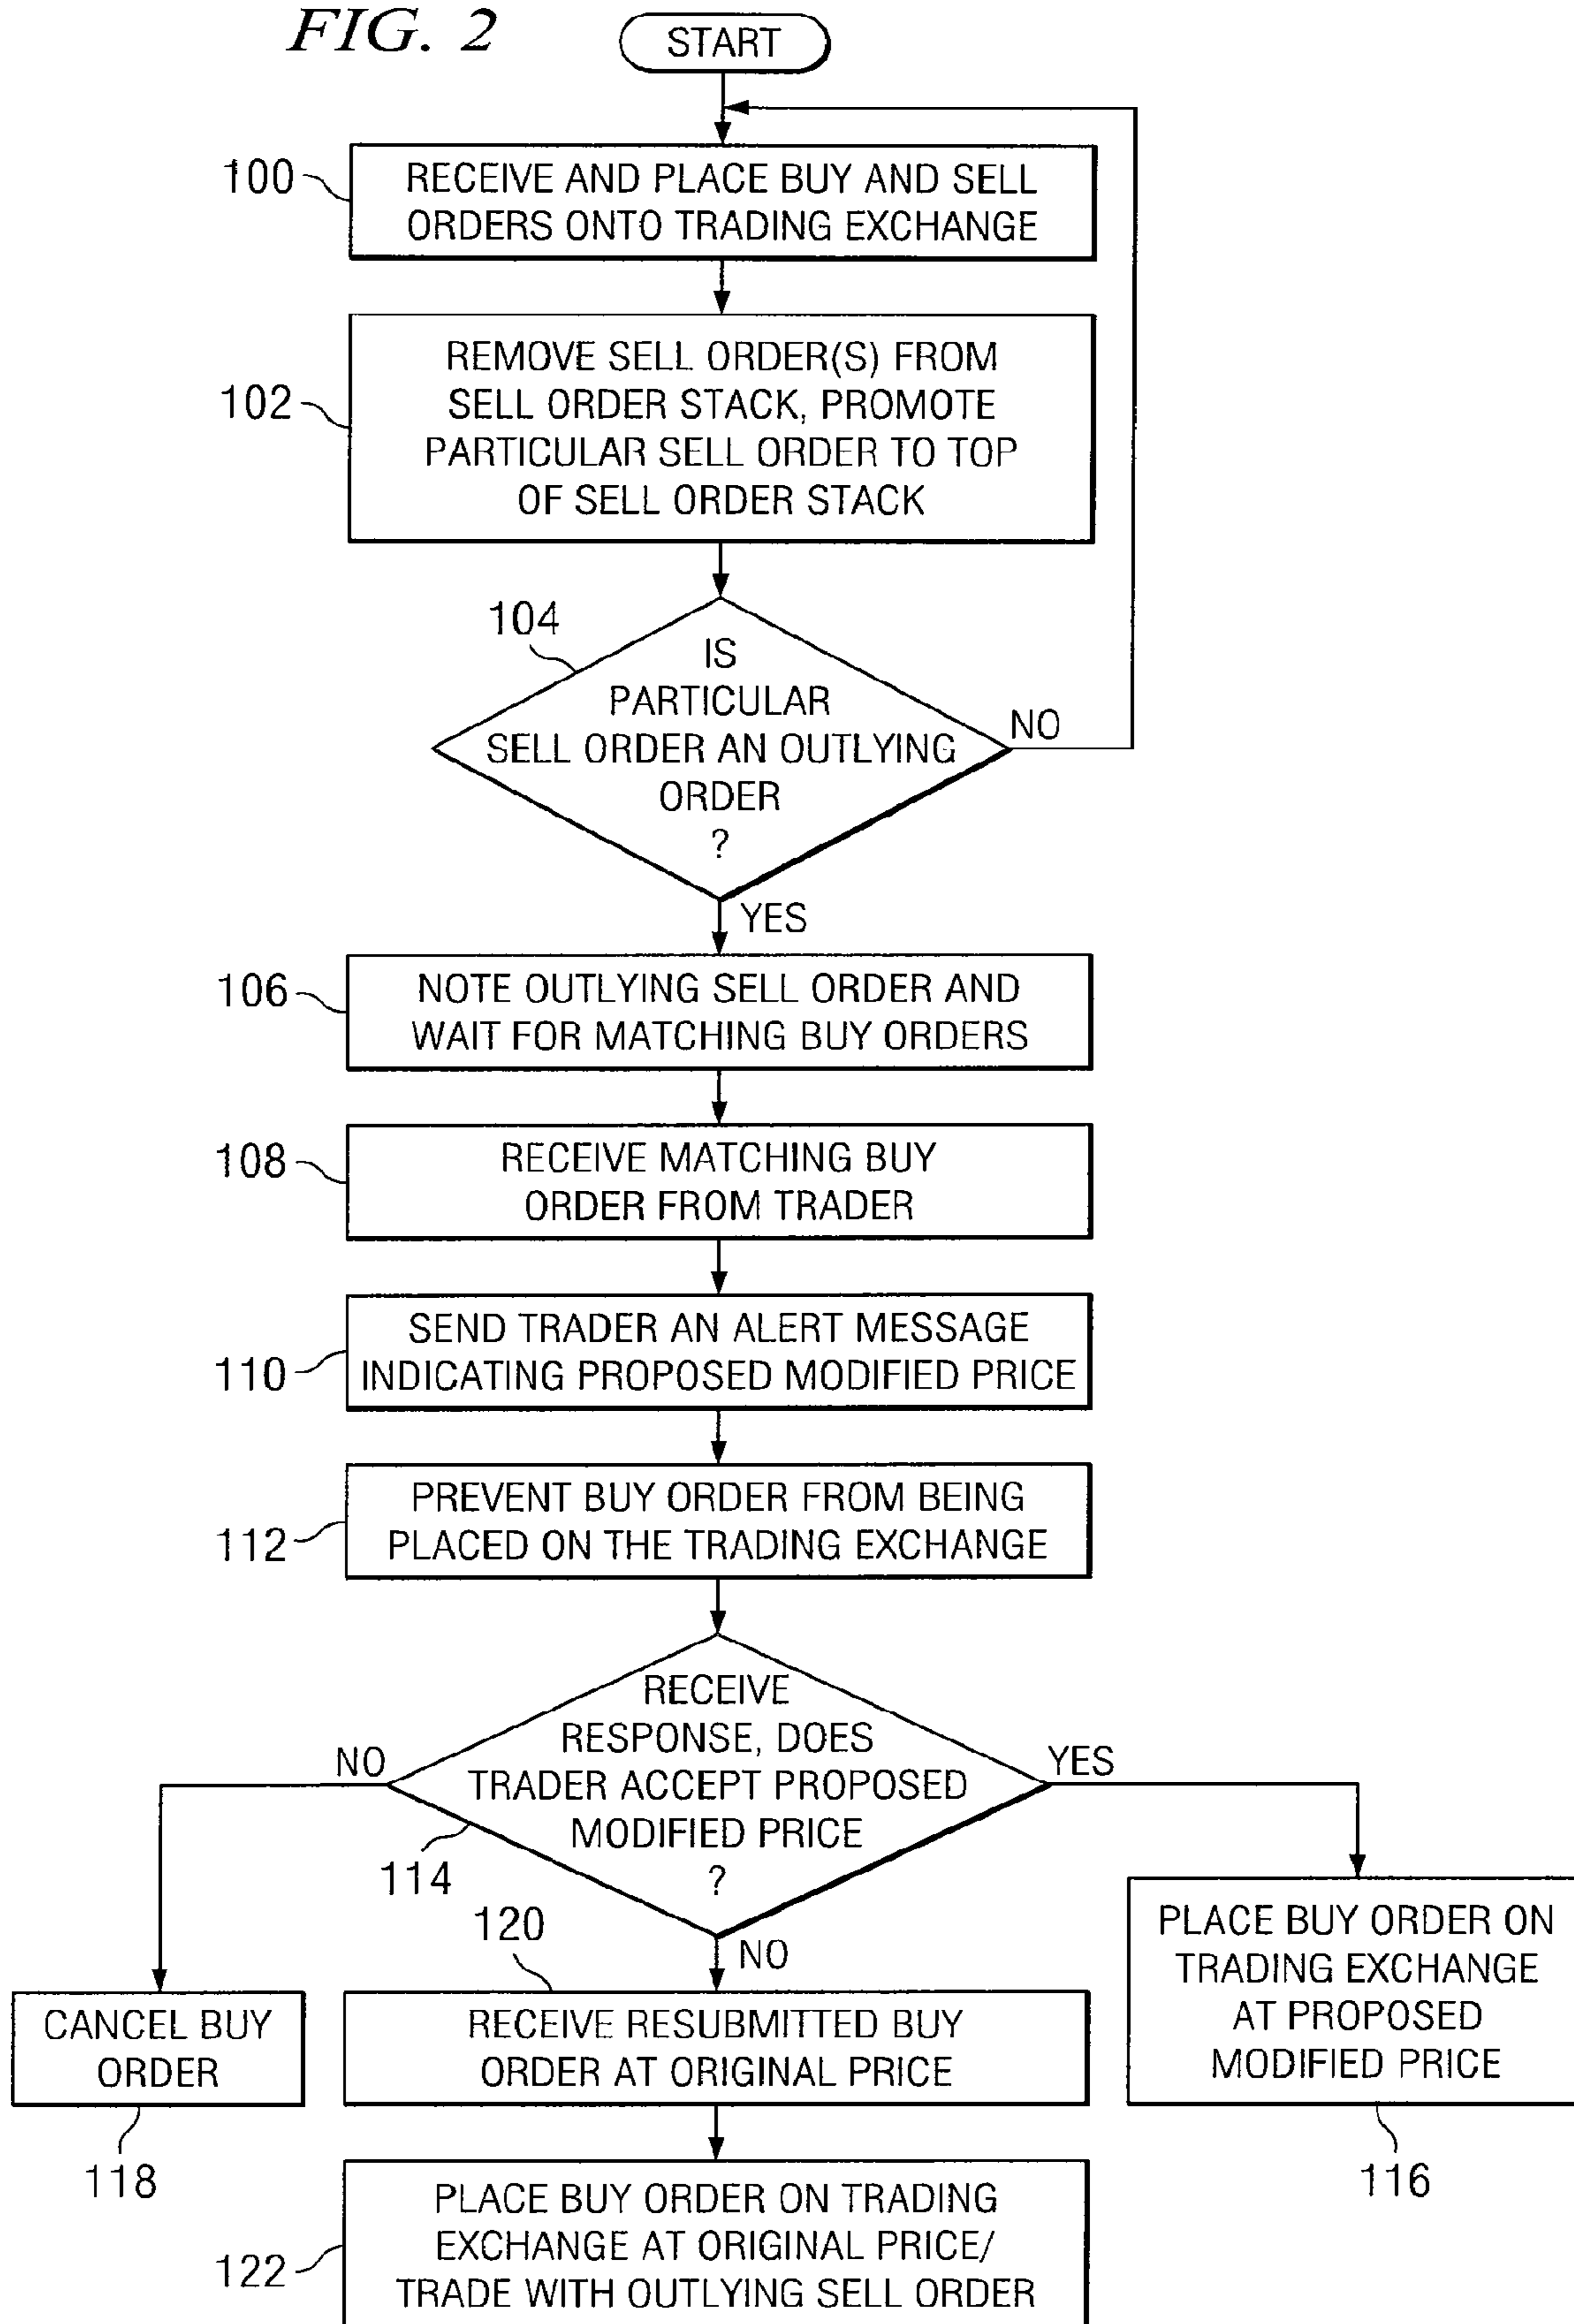 FIG. 2
START
100
RECEIVE AND PLACE BUY AND SELL
ORDERS ONTO TRADING EXCHANGE
102
REMOVE SELL ORDER(S) FROM
SELL ORDER STACK, PROMOTE
PARTICULAR SELL ORDER TO TOP
OF SELL ORDER STACK
104
IS
PARTICULAR
SELL ORDER AN OUTLYING
ORDER
?
NO
YES
106
NOTE OUTLYING SELL ORDER AND
WAIT FOR MATCHING BUY ORDERS
108
RECEIVE MATCHING BUY
ORDER FROM TRADER
110
SEND TRADER AN ALERT MESSAGE
INDICATING PROPOSED MODIFIED PRICE
112
PREVENT BUY ORDER FROM BEING
PLACED ON THE TRADING EXCHANGE
114
RECEIVE
RESPONSE, DOES
TRADER ACCEPT PROPOSED
MODIFIED PRICE
?
NO
YES
NO
CANCEL BUY
ORDER
118
120
RECEIVE RESUBMITTED BUY
ORDER AT ORIGINAL PRICE
PLACE BUY ORDER ON
TRADING EXCHANGE
AT PROPOSED
MODIFIED PRICE
116
122
PLACE BUY ORDER ON TRADING
EXCHANGE AT ORIGINAL PRICE/
TRADE WITH OUTLYING SELL ORDER